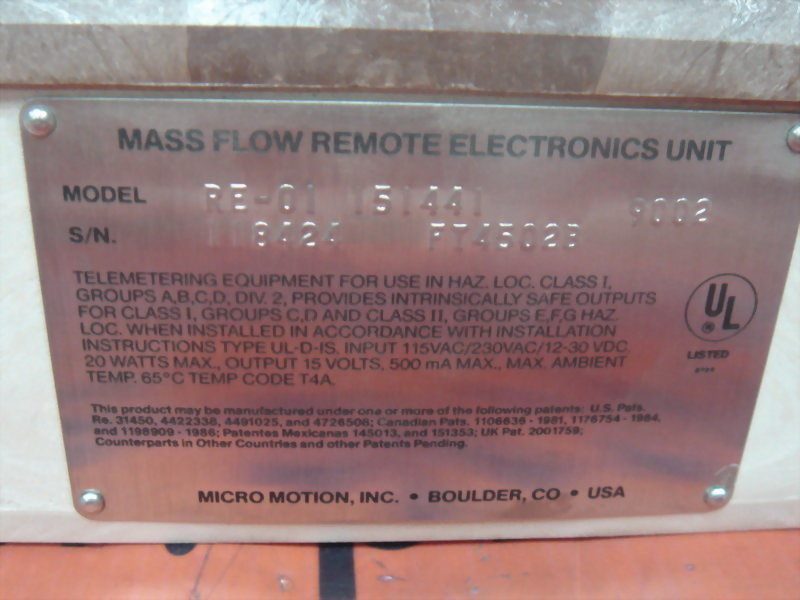 MASS FLOW REMOTE ELECTRONICS UNIT
MODEL RE-01 151441 9002
S/N. 118424 FT4502B
TELEMETERING EQUIPMENT FOR USE IN HAZ. LOC. CLASS I,
GROUPS A,B,C,D, DIV. 2, PROVIDES INTRINSICALLY SAFE OUTPUTS
FOR CLASS I, GROUPS C,D AND CLASS II, GROUPS E,F,G HAZ.
LOC. WHEN INSTALLED IN ACCORDANCE WITH INSTALLATION
INSTRUCTIONS TYPE UL-D-IS. INPUT 115VAC/230VAC/12-30 VDC
20 WATTS MAX., OUTPUT 15 VOLTS, 500 mA MAX., MAX. AMBIENT
TEMP. 65°C TEMP CODE T4A.
UL
®
LISTED
This product may be manufactured under one or more of the following patents: U.S. Pats.
Re. 31450, 4422338, 4491025, and 4726508; Canadian Pats. 1106636 - 1981, 1176754 - 1984,
and 1198909 - 1986; Patentes Mexicanas 145013, and 151353; UK Pat. 2001759;
Counterparts in Other Countries and other Patents Pending.
MICRO MOTION, INC. • BOULDER, CO • USA